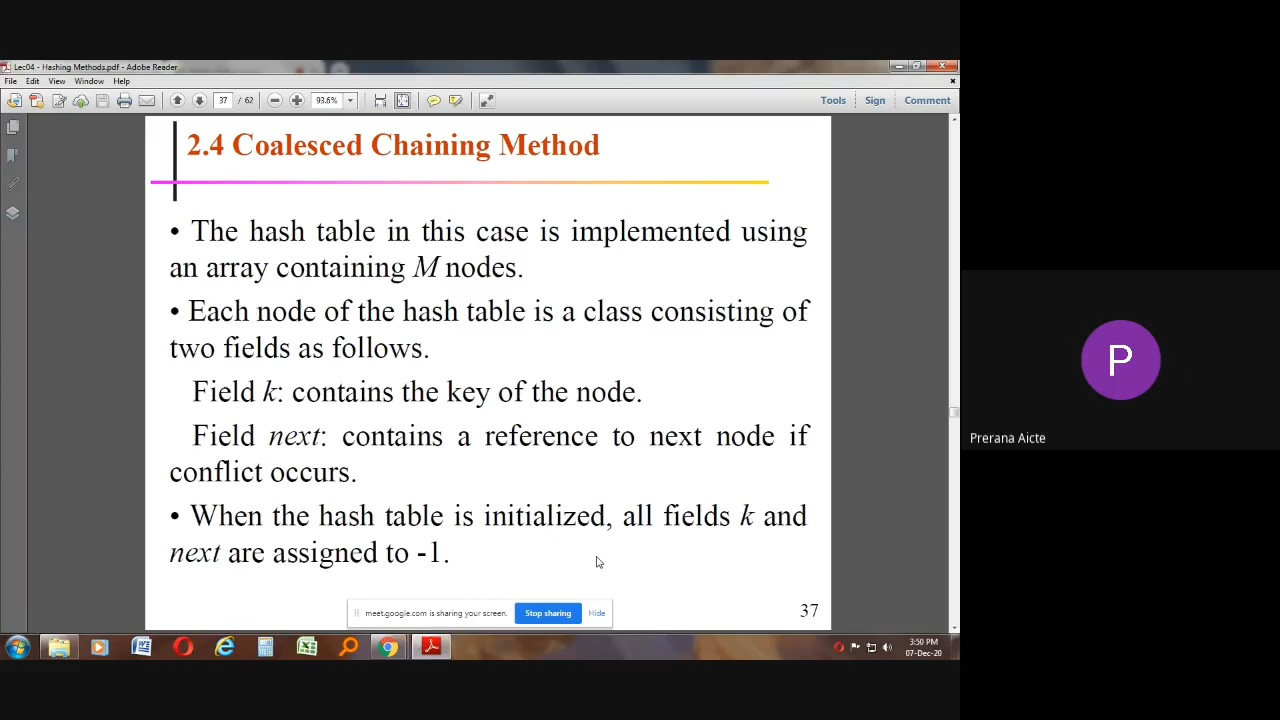 Lec04 - Hashing Methods.pdf - Adobe Reader
File Edit View Window Help
37 / 62 93.6% Tools Sign Comment
2.4 Coalesced Chaining Method
• The hash table in this case is implemented using
an array containing M nodes.
• Each node of the hash table is a class consisting of
two fields as follows.
Field k: contains the key of the node.
Field next: contains a reference to next node if
conflict occurs.
• When the hash table is initialized, all fields k and
next are assigned to -1.
meet.google.com is sharing your screen. Stop sharing Hide
37
P
Prerana Aicte
3:50 PM
07-Dec-20